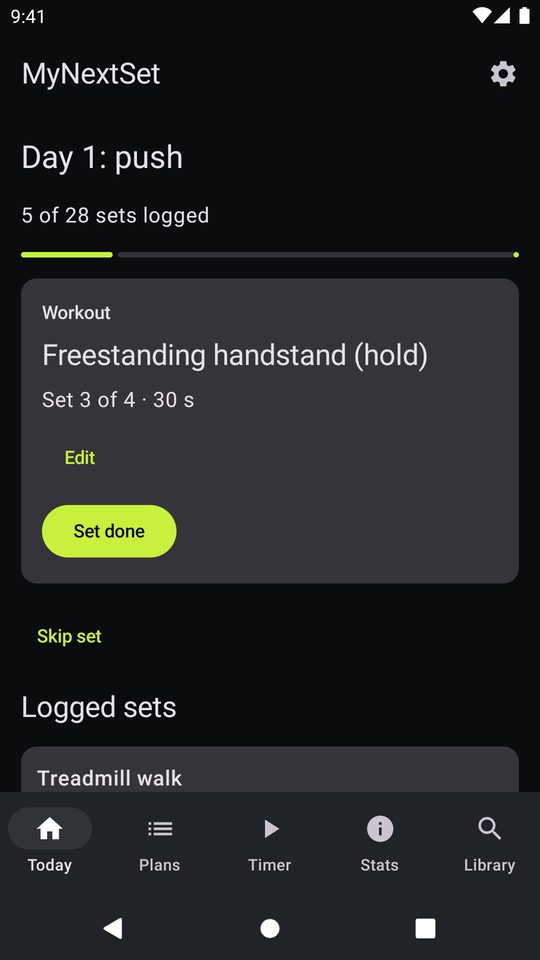 9:41
MyNextSet
Day 1: push
5 of 28 sets logged
Workout
Freestanding handstand (hold)
Set 3 of 4 · 30 s
Edit
Set done
Skip set
Logged sets
Treadmill walk
Today
Plans
Timer
Stats
Library